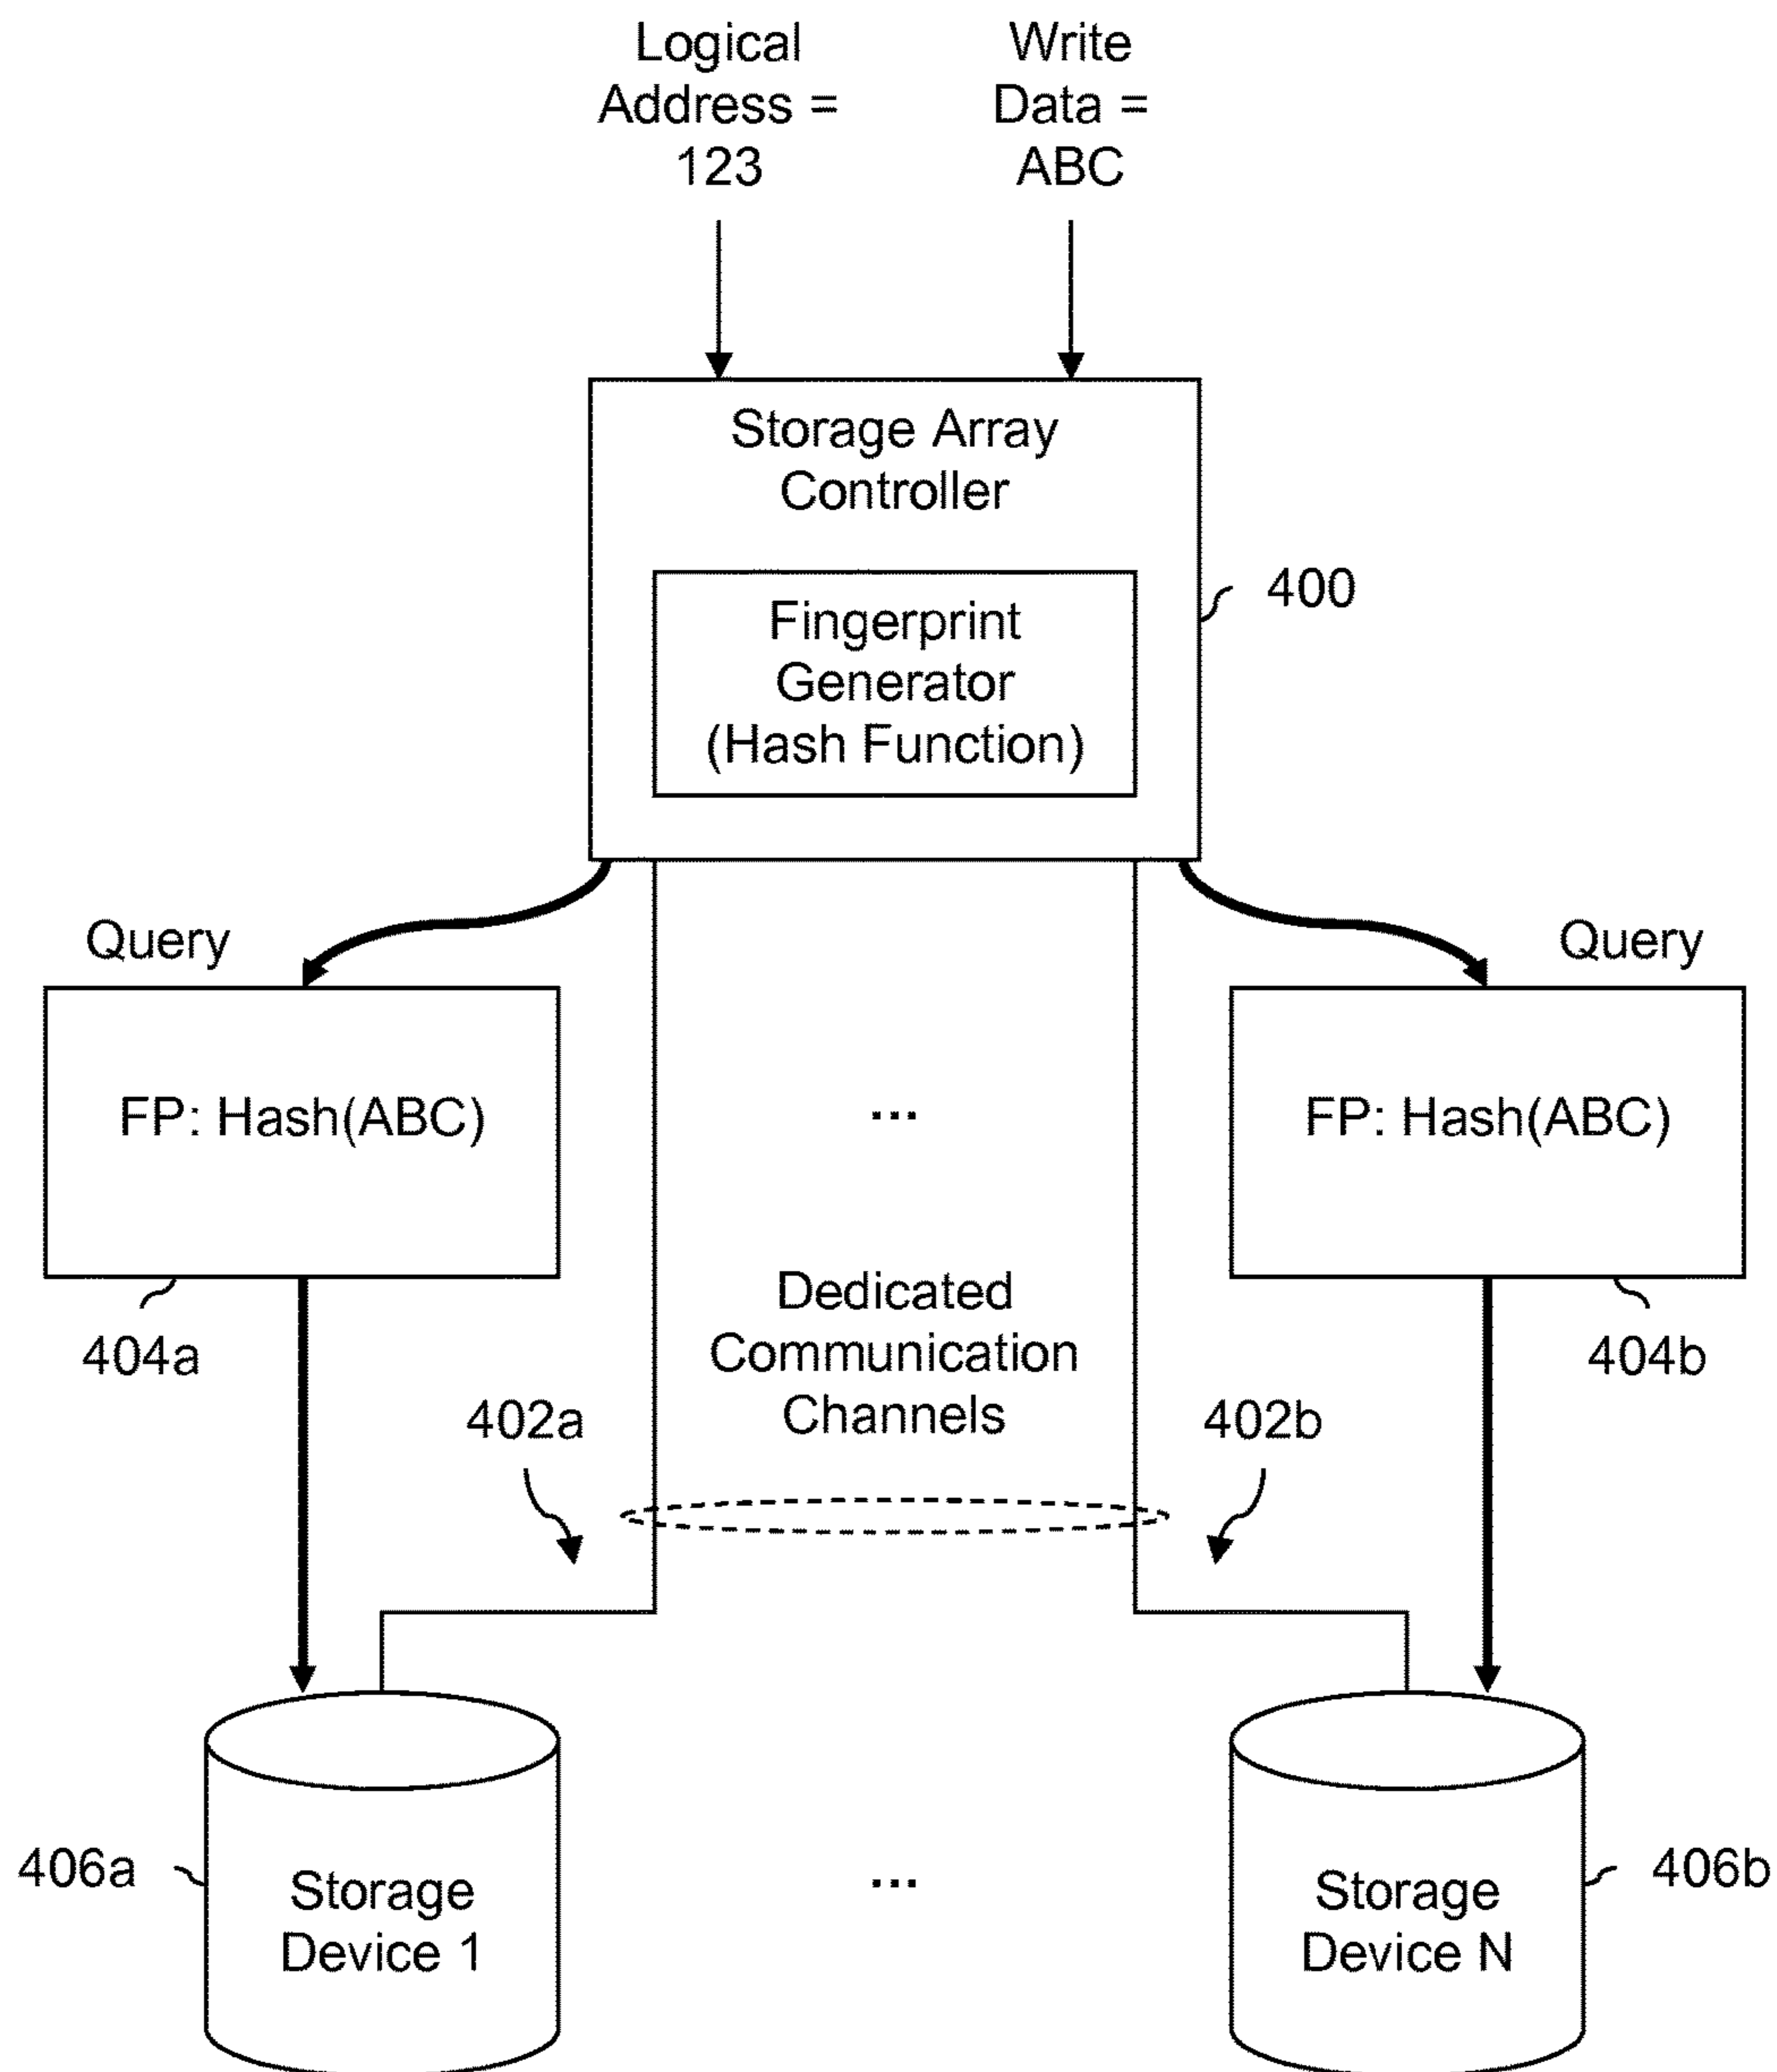 Logical
Address =
123
Write
Data =
ABC
Storage Array
Controller
Fingerprint
Generator
(Hash Function)
400
Query
Query
FP: Hash(ABC)
...
FP: Hash(ABC)
404a
Dedicated
Communication
Channels
404b
402a
402b
406a
Storage
Device 1
...
Storage
Device N
406b